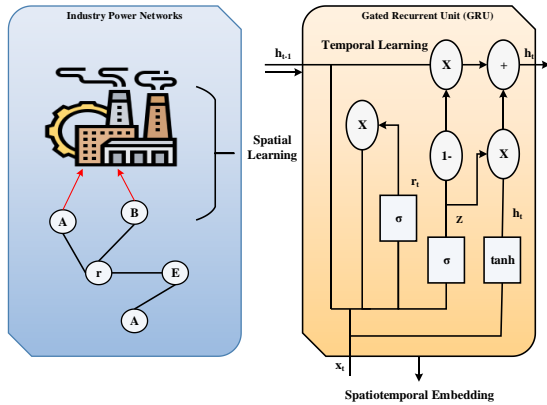 Industry Power Networks
A
B
r
E
A
Spatial
Learning
Gated Recurrent Unit (GRU)
h_{t-1}
Temporal Learning
h_t
X
+
X
1-
X
r_t
σ
z
h_t
σ
tanh
x_t
Spatiotemporal Embedding